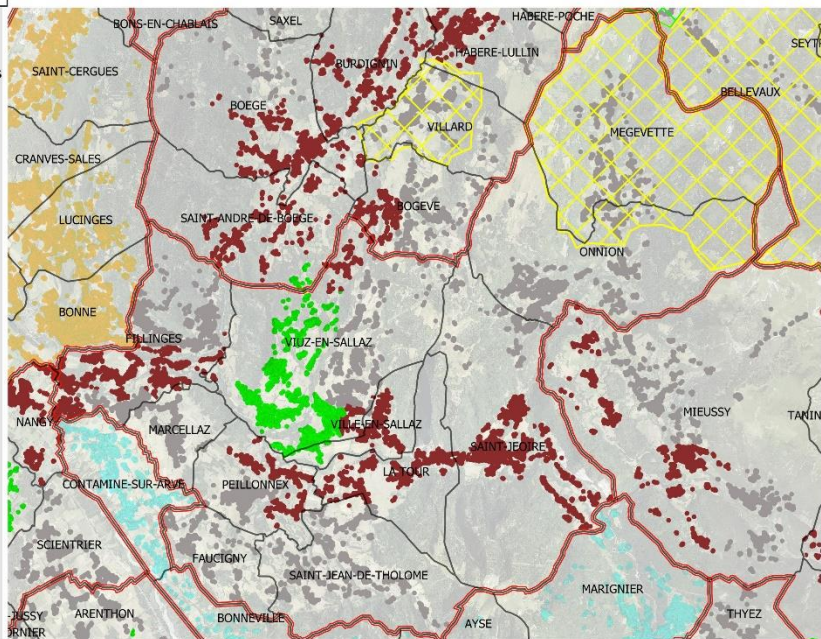 BONS-EN-CHABLAIS
SAXEL
HABERE-POCHE
SAINT-CERGUES
BURDIGNIN
HABERE-LULLIN
BELLEVAUX
BOEGE
VILLARD
MEGEVETTE
CRANVES-SALES
LUCINGES
SAINT-ANDRE-DE-BOEGE
BOGEVE
ONNION
BONNE
FILLINGES
VIUZ-EN-SALLAZ
NANGY
MARCELLAZ
VILLE-EN-SALLAZ
MIEUSSY
TANIN
SAINT-JEOIRE
LA TOUR
CONTAMINE-SUR-ARVE
PEILLONNEX
SCIENTRIER
FAUCIGNY
SAINT-JEAN-DE-THOLOME
MARIGNIER
-JUSSY
ARENTHON
BONNEVILLE
AYSE
THYEZ
ORNIER